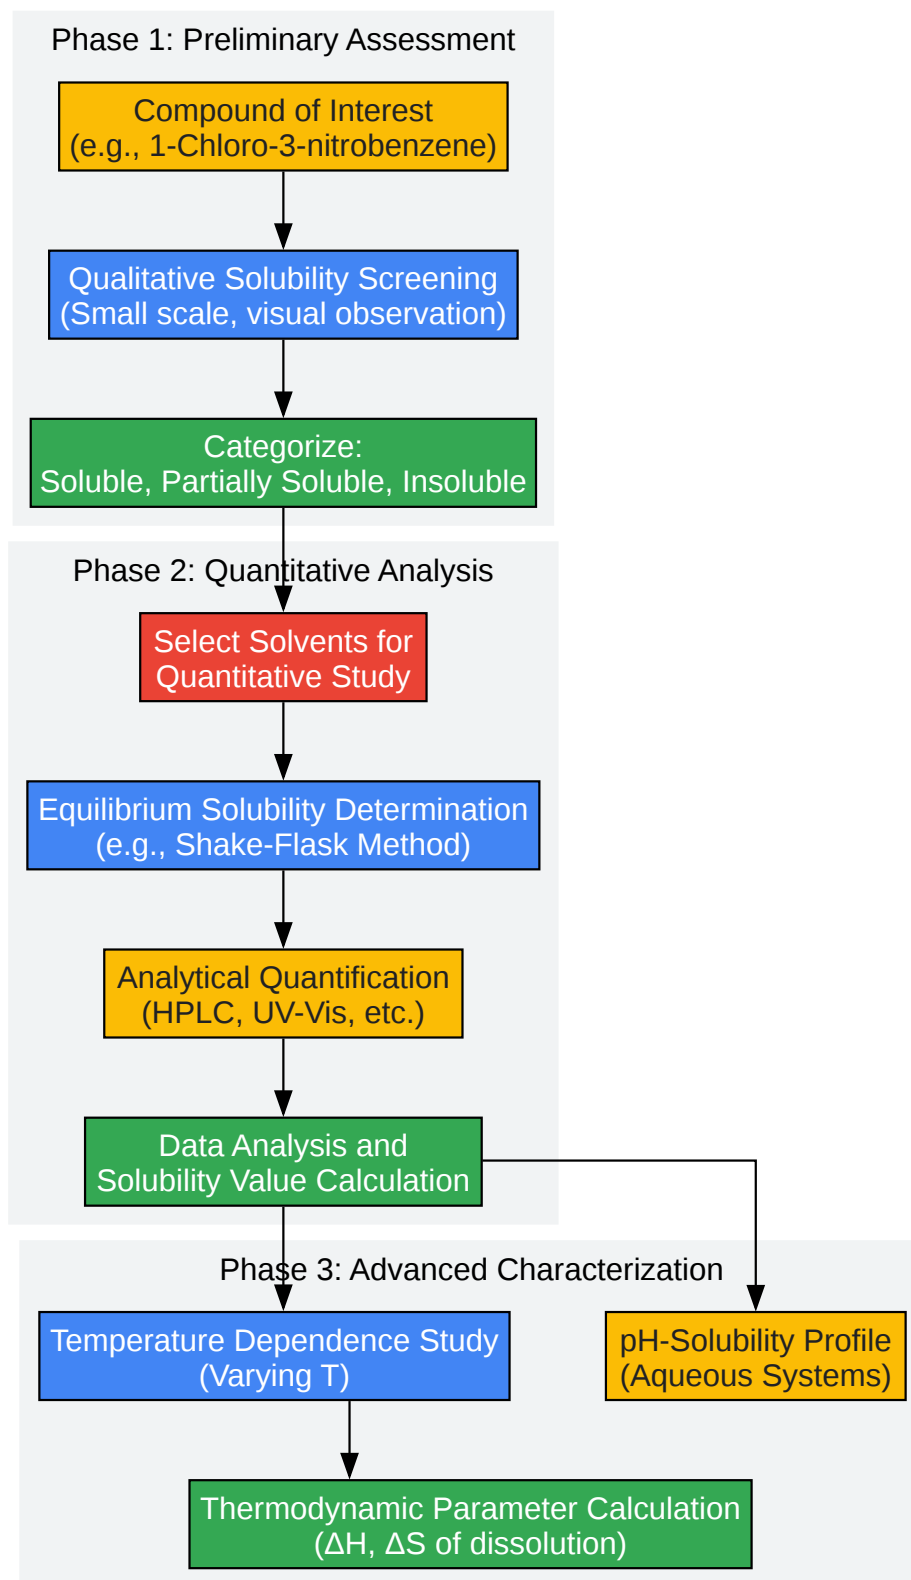 Phase 1: Preliminary Assessment
Compound of Interest
(e.g., 1-Chloro-3-nitrobenzene)
Qualitative Solubility Screening
(Small scale, visual observation)
Categorize:
Soluble, Partially Soluble, Insoluble
Phase 2: Quantitative Analysis
Select Solvents for
Quantitative Study
Equilibrium Solubility Determination
(e.g., Shake-Flask Method)
Analytical Quantification
(HPLC, UV-Vis, etc.)
Data Analysis and
Solubility Value Calculation
Phase 3: Advanced Characterization
Temperature Dependence Study
(Varying T)
pH-Solubility Profile
(Aqueous Systems)
Thermodynamic Parameter Calculation
(ΔH, ΔS of dissolution)